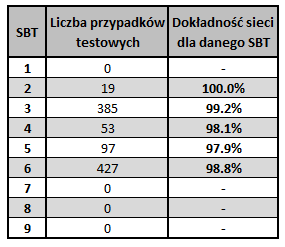 SBT Liczba przypadków testowych Dokładność sieci dla danego SBT
1 0 -
2 19 100.0%
3 385 99.2%
4 53 98.1%
5 97 97.9%
6 427 98.8%
7 0 -
8 0 -
9 0 -